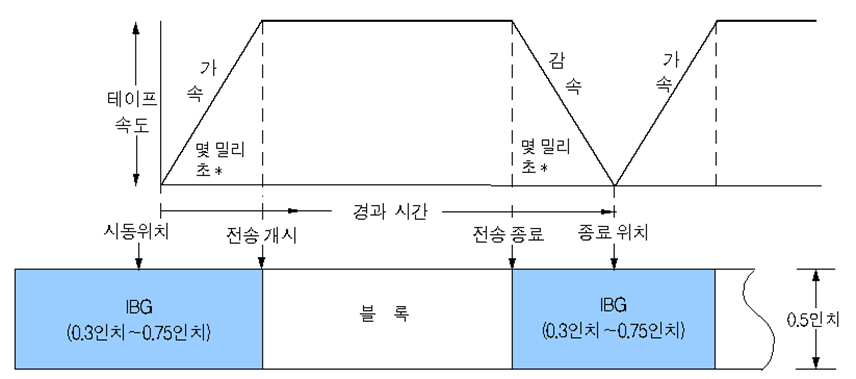 가
속
감
속
가
속
테이프
속도
몇 밀리
초*
몇 밀리
초*
경과 시간
시동위치
전송 개시
전송 종료
종료 위치
IBG
(0.3인치~0.75인치)
블 록
IBG
(0.3인치~0.75인치)
0.5인치